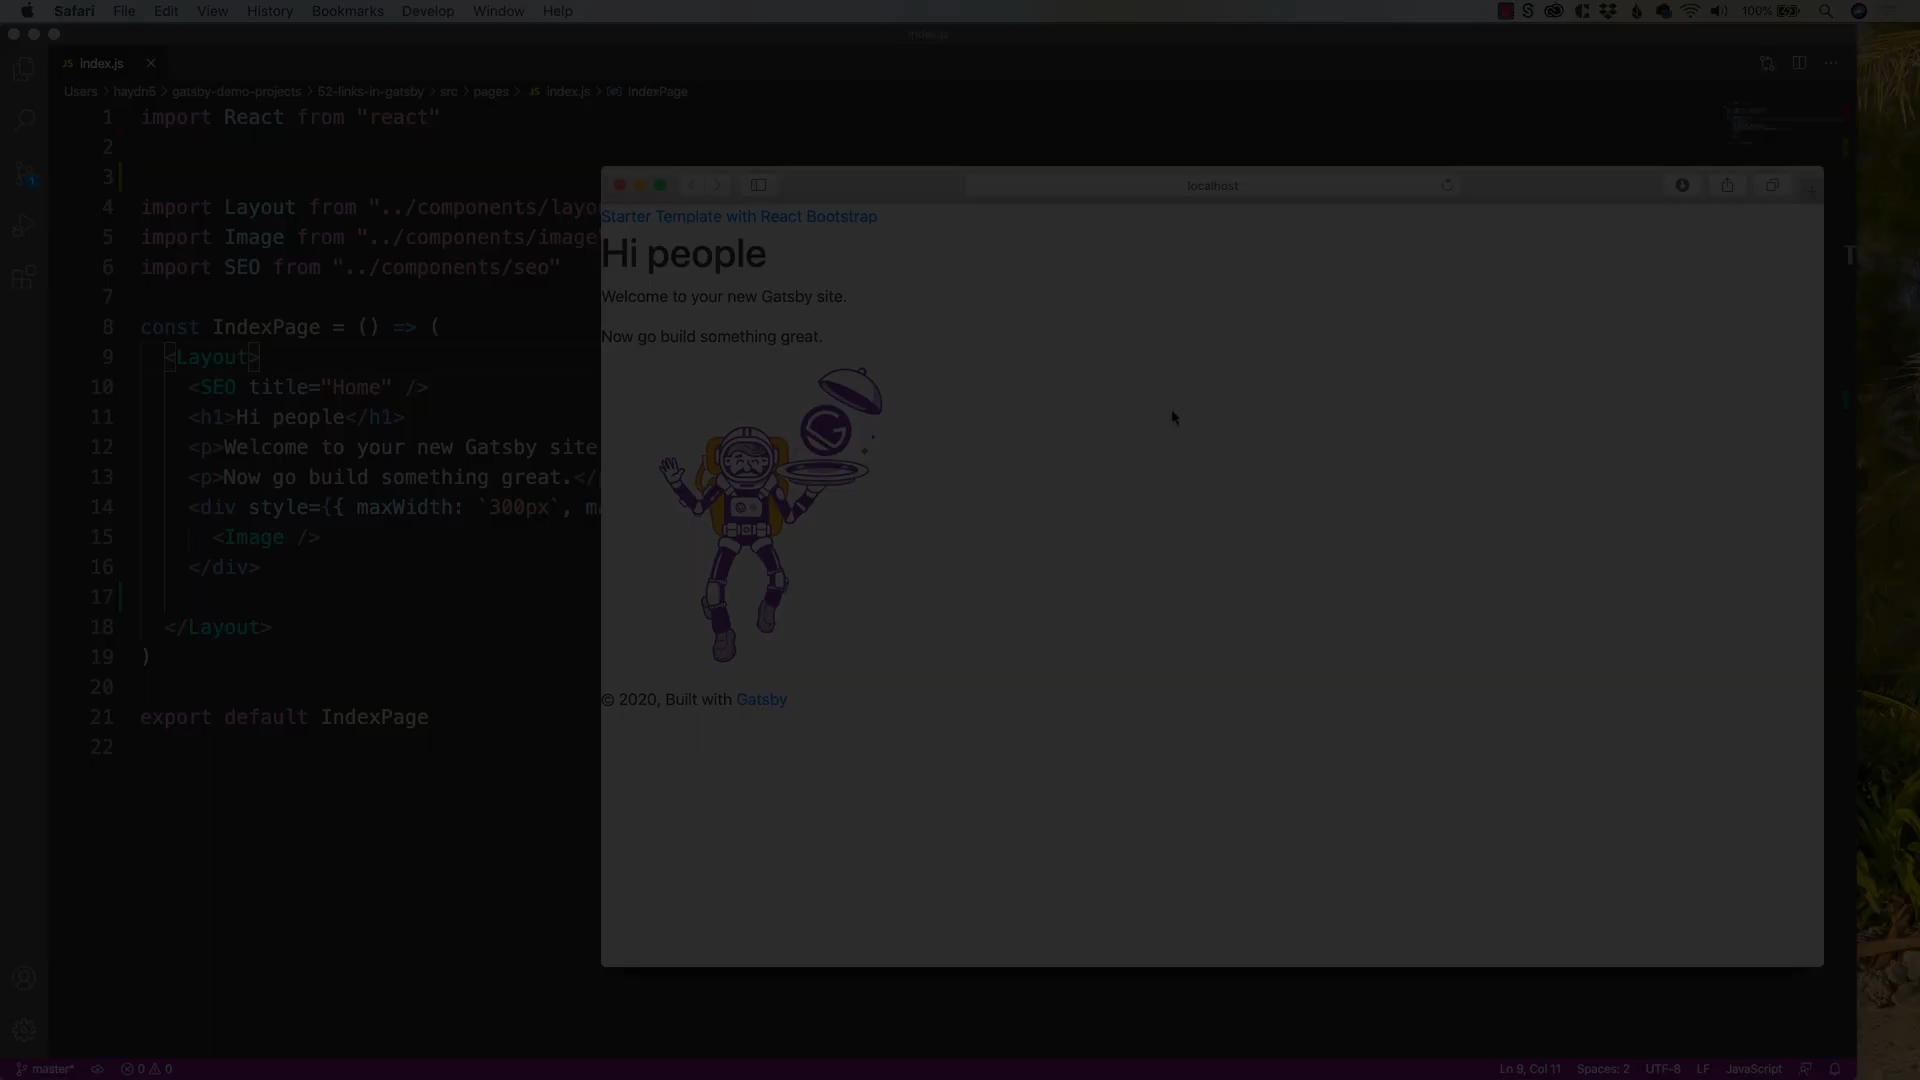 Safari File Edit View History Bookmarks Develop Window Help
100%
index.js
JS index.js
Users > haydn5 > gatsby-demo-projects > 52-links-in-gatsby > src > pages > JS index.js > IndexPage
1 import React from "react"
2
3
4 import Layout from "../components/layo
5 import Image from "../components/image
6 import SEO from "../components/seo"
7
8 const IndexPage = () => (
9 <Layout>
10 <SEO title="Home" />
11 <h1>Hi people</h1>
12 <p>Welcome to your new Gatsby site
13 <p>Now go build something great.</
14 <div style={{ maxWidth: `300px`, ma
15 <Image />
16 </div>
17
18 </Layout>
19 )
20
21 export default IndexPage
22
localhost
Starter Template with React Bootstrap
Hi people
Welcome to your new Gatsby site.
Now go build something great.
© 2020, Built with Gatsby
master* 0 0
Ln 9, Col 11 Spaces: 2 UTF-8 LF JavaScript